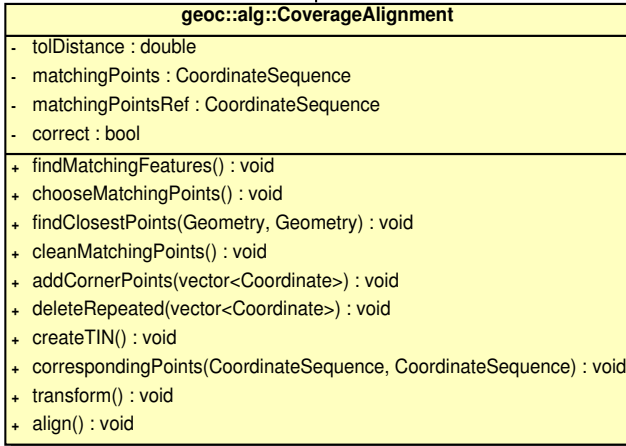 geoc::alg::CoverageAlignment
- tolDistance : double
- matchingPoints : CoordinateSequence
- matchingPointsRef : CoordinateSequence
- correct : bool
+ findMatchingFeatures() : void
+ chooseMatchingPoints() : void
+ findClosestPoints(Geometry, Geometry) : void
+ cleanMatchingPoints() : void
+ addCornerPoints(vector<Coordinate>) : void
+ deleteRepeated(vector<Coordinate>) : void
+ createTIN() : void
+ correspondingPoints(CoordinateSequence, CoordinateSequence) : void
+ transform() : void
+ align() : void